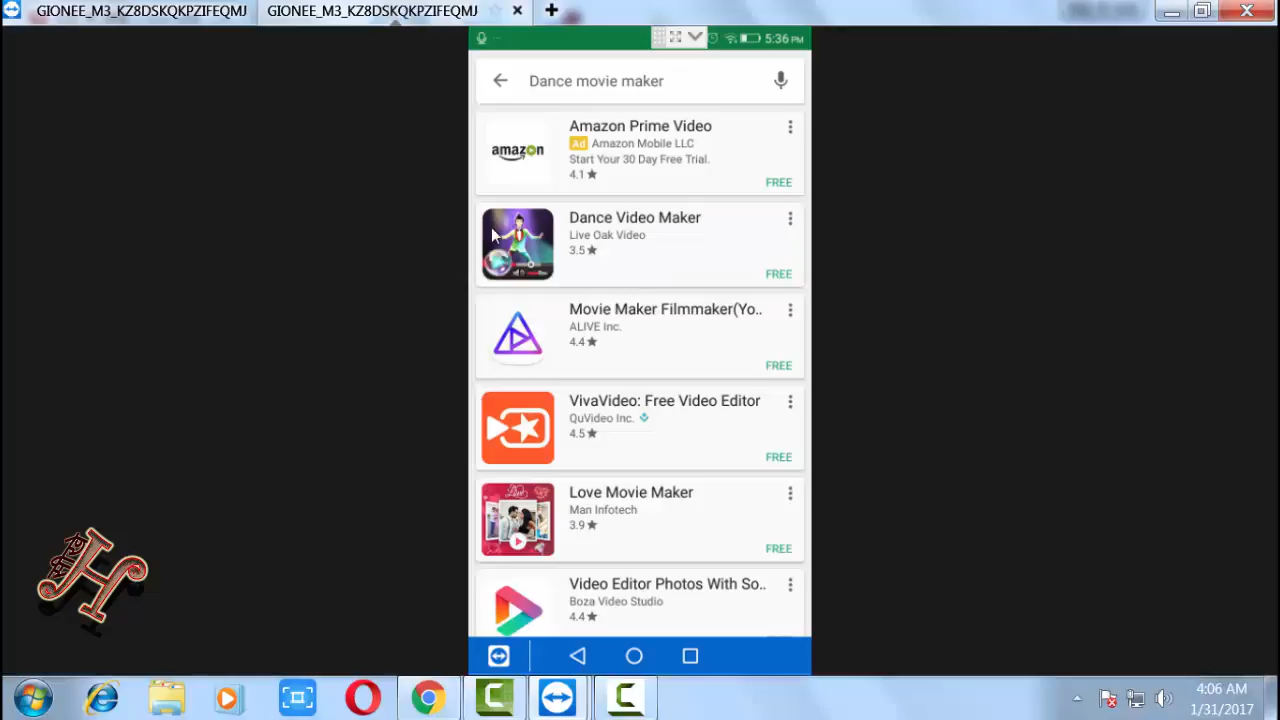 GIONEE_M3_KZ8DSKQKPZIFEQMJ
GIONEE_M3_KZ8DSKQKPZIFEQMJ
5:36 PM
Dance movie maker
Amazon Prime Video
Ad Amazon Mobile LLC
Start Your 30 Day Free Trial.
4.1★
FREE
amazon
Dance Video Maker
Live Oak Video
3.5★
FREE
Movie Maker Filmmaker(Yo..
ALIVE Inc.
4.4★
FREE
VivaVideo: Free Video Editor
QuVideo Inc.
4.5★
FREE
Love Movie Maker
Man Infotech
3.9★
FREE
Video Editor Photos With So..
Boza Video Studio
4.4★
H
4:06 AM
1/31/2017